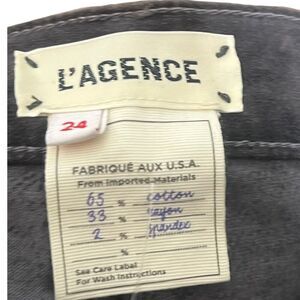 L'AGENCE
24
FABRIQUÉ AUX U.S.A.
From Imported Materials
65 % cotton
33 % rayon
2 % spandex
%
See Care Label
For Wash Instructions